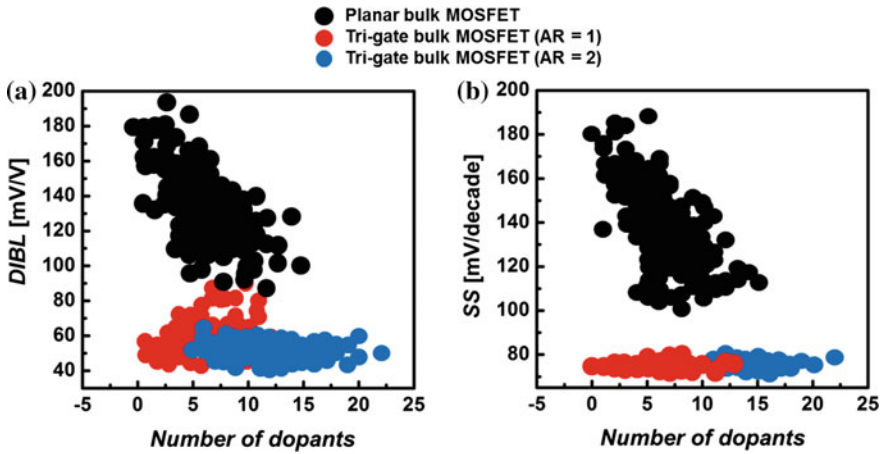 Planar bulk MOSFET
Tri-gate bulk MOSFET (AR = 1)
Tri-gate bulk MOSFET (AR = 2)
(a)
DIBL [mV/V]
200
180
160
140
120
100
80
60
40
-5 0 5 10 15 20 25
Number of dopants
(b)
SS [mV/decade]
200
180
160
140
120
100
80
-5 0 5 10 15 20 25
Number of dopants